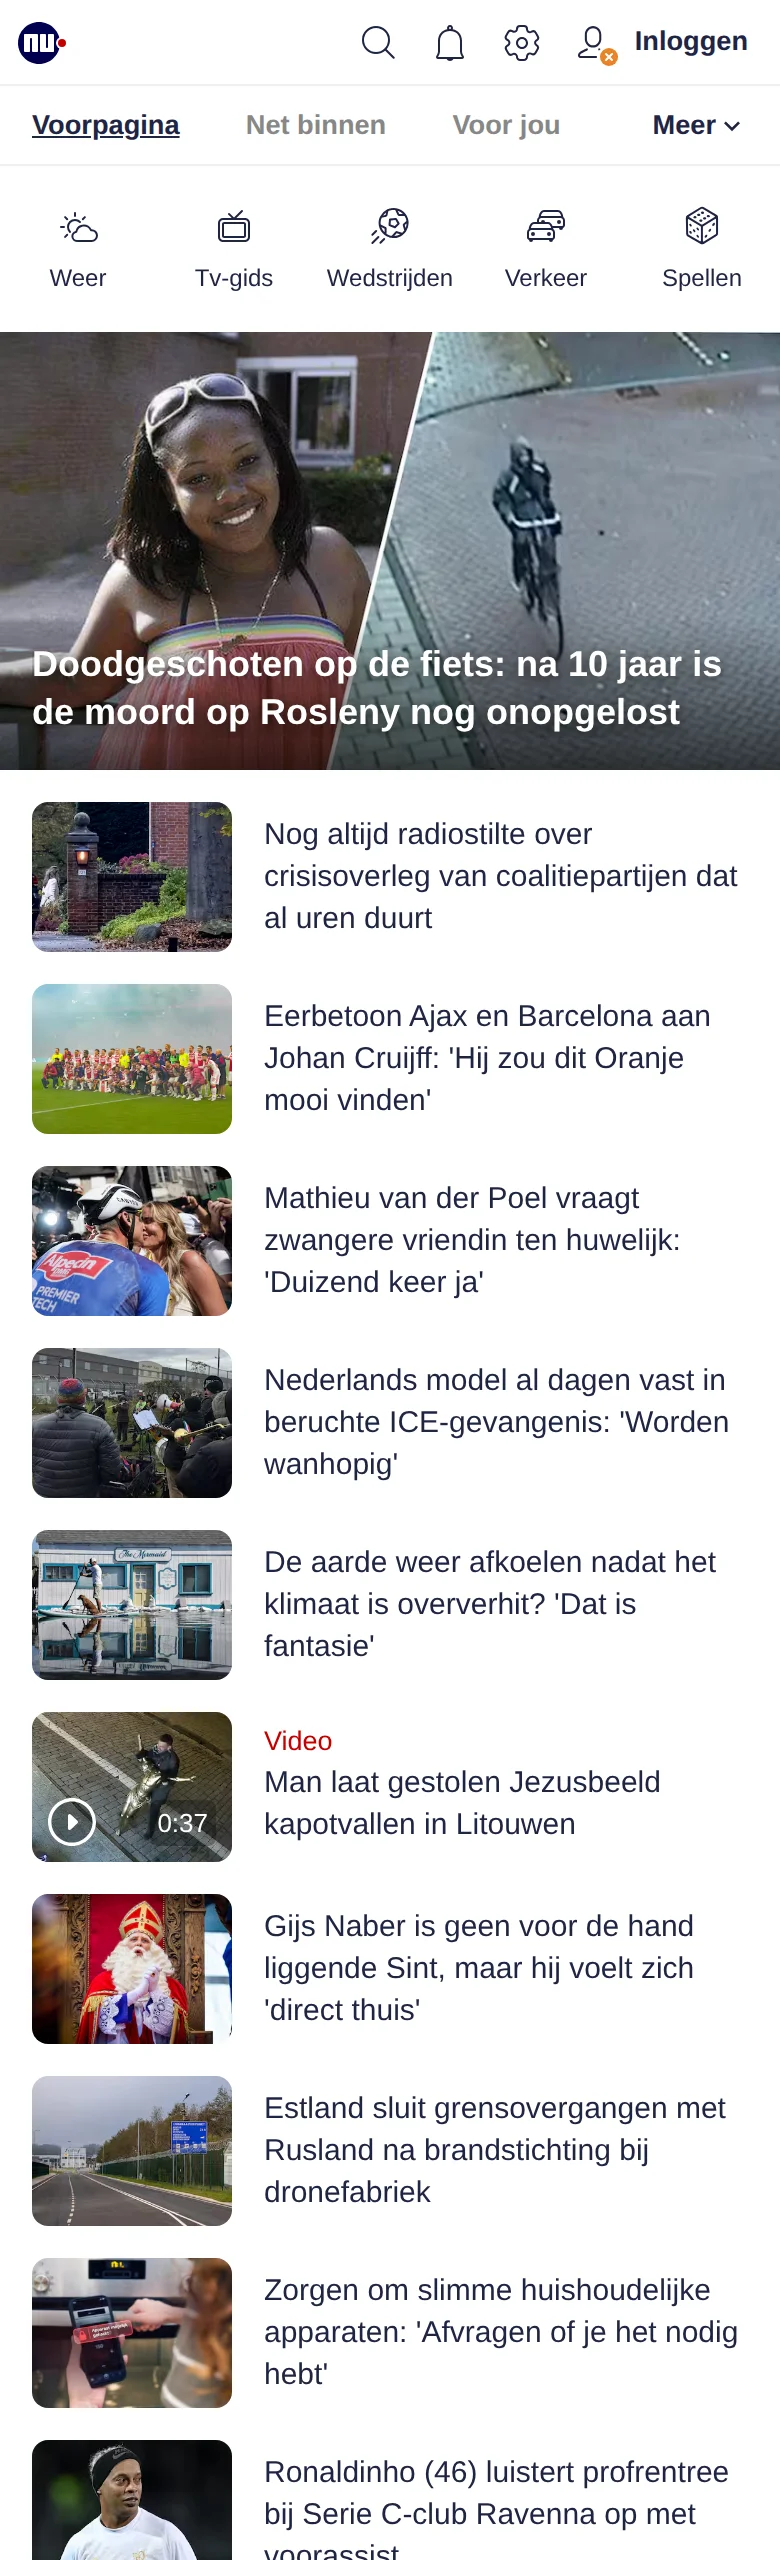 nu
Inloggen
Voorpagina
Net binnen
Voor jou
Meer
Weer
Tv-gids
Wedstrijden
Verkeer
Spellen
Doodgeschoten op de fiets: na 10 jaar is
de moord op Rosleny nog onopgelost
Nog altijd radiostilte over
crisisoverleg van coalitiepartijen dat
al uren duurt
Eerbetoon Ajax en Barcelona aan
Johan Cruijff: 'Hij zou dit Oranje
mooi vinden'
Mathieu van der Poel vraagt
zwangere vriendin ten huwelijk:
'Duizend keer ja'
Alpecin
PREMIER
TECH
Nederlands model al dagen vast in
beruchte ICE-gevangenis: 'Worden
wanhopig'
The Mermaid
De aarde weer afkoelen nadat het
klimaat is oververhit? 'Dat is
fantasie'
Video
Man laat gestolen Jezusbeeld
kapotvallen in Litouwen
0:37
Gijs Naber is geen voor de hand
liggende Sint, maar hij voelt zich
'direct thuis'
Estland sluit grensovergangen met
Rusland na brandstichting bij
dronefabriek
Zorgen om slimme huishoudelijke
apparaten: 'Afvragen of je het nodig
hebt'
Ronaldinho (46) luistert profrentree
bij Serie C-club Ravenna op met
voorassist